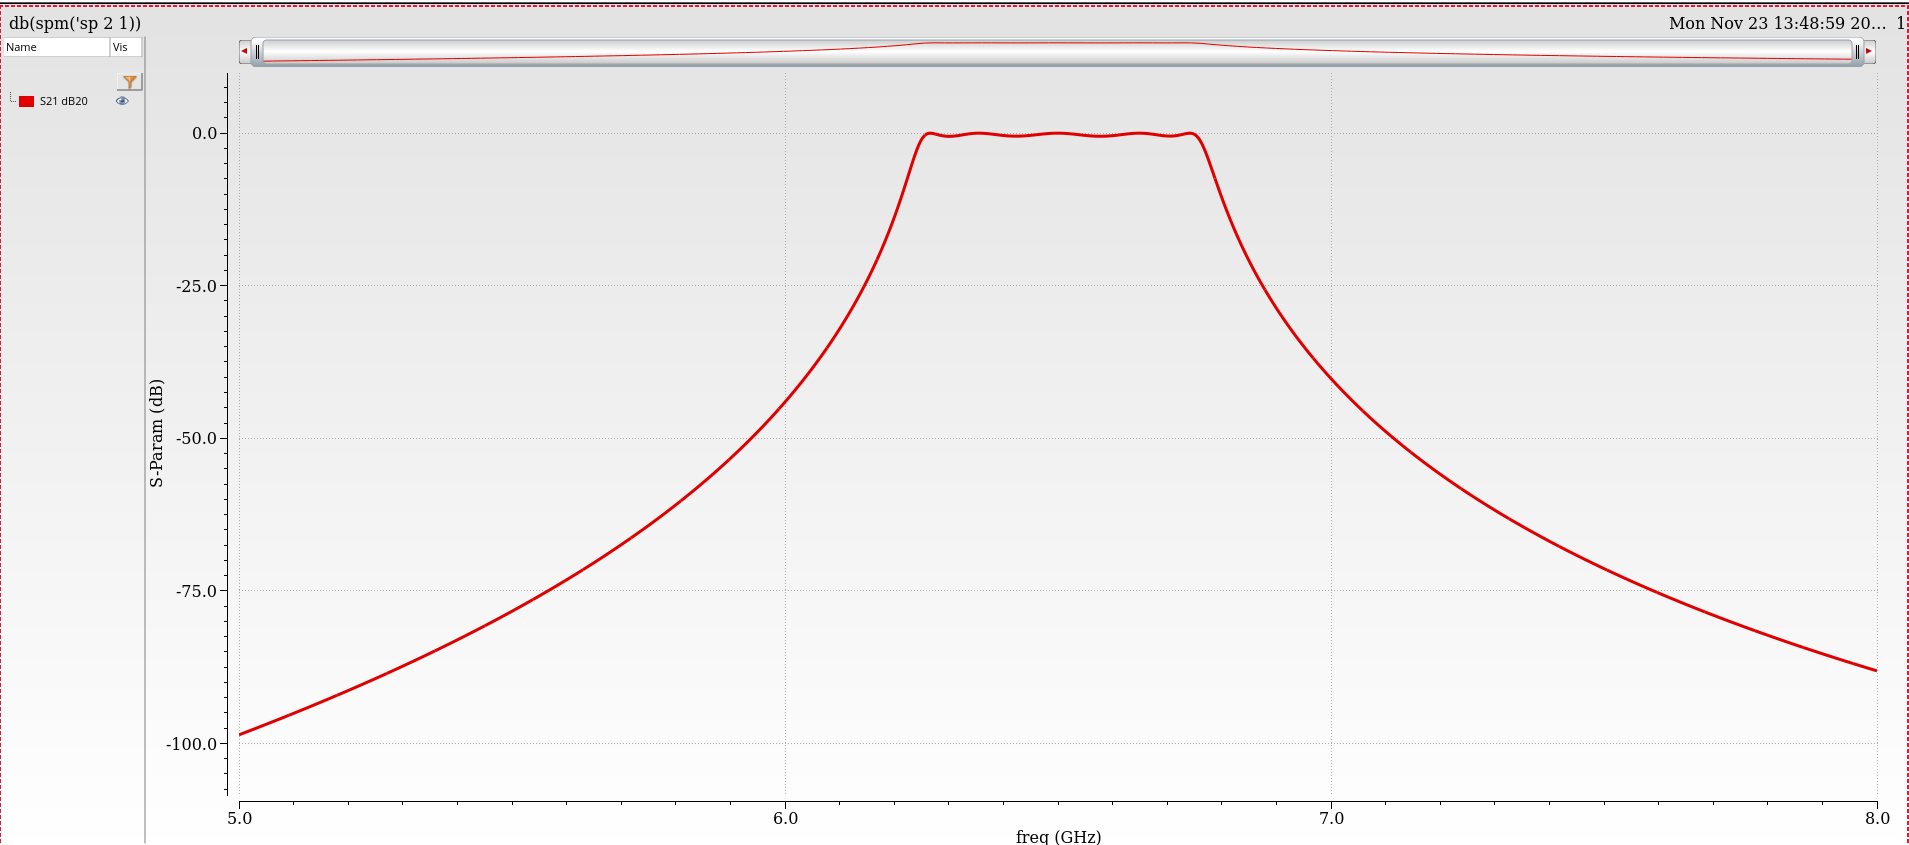 db(spm('sp 2 1))
Mon Nov 23 13:48:59 20... 1
Name Vis
S21 dB20
0.0
-25.0
-50.0
-75.0
-100.0
S-Param (dB)
5.0 6.0 7.0 8.0
freq (GHz)